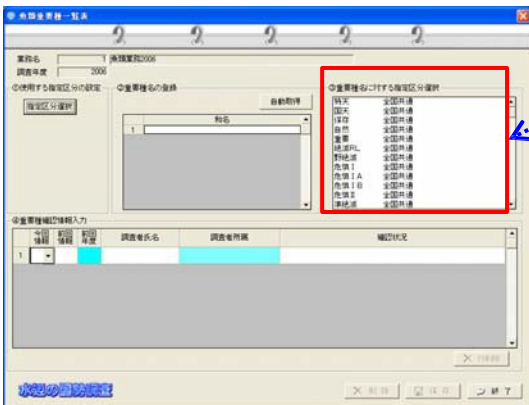 魚類重要種一覧表
業務名 1 魚類業務2006
調査年度 2006
①使用する指定区分の設定
指定区分選択
②重要種名の登録
自動取得
和名
1
③重要種名に対する指定区分選択
特天 全国共通
国天 全国共通
保存 全国共通
自然 全国共通
重要 全国共通
絶滅RL 全国共通
野絶滅 全国共通
危惧Ⅰ 全国共通
危惧ⅠA 全国共通
危惧ⅠB 全国共通
危惧Ⅱ 全国共通
準絶滅 全国共通
④重要種確認情報入力
今回情報 前回情報 前回年度 調査者氏名 調査者所属 確認状況
1
行削除
水辺の国勢調査
削除 保存 終了